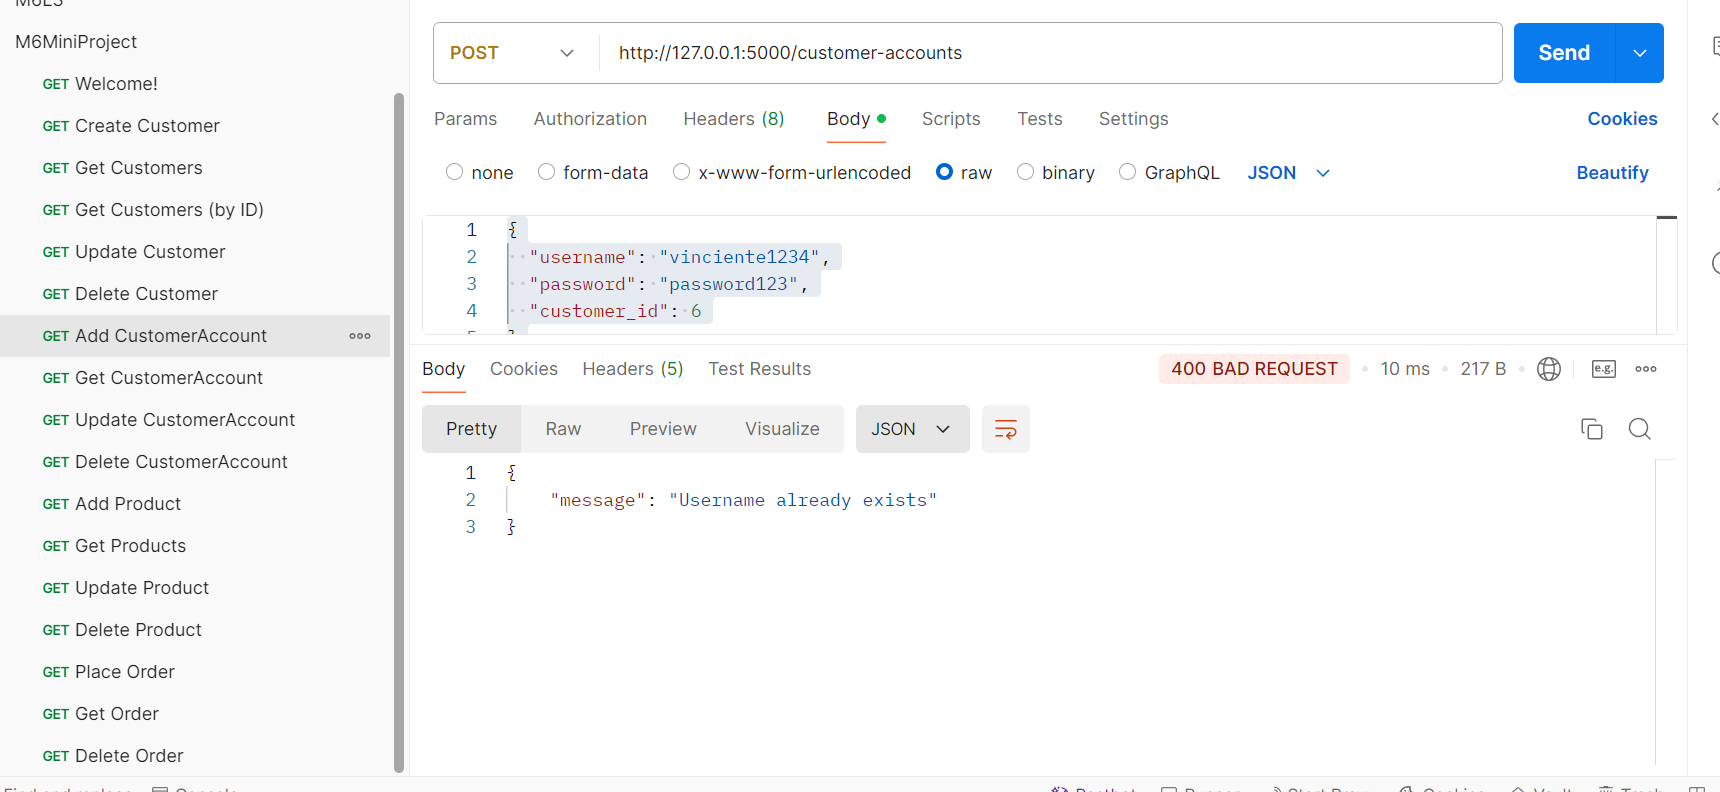 M6MiniProject
GET Welcome!
GET Create Customer
GET Get Customers
GET Get Customers (by ID)
GET Update Customer
GET Delete Customer
GET Add CustomerAccount
GET Get CustomerAccount
GET Update CustomerAccount
GET Delete CustomerAccount
GET Add Product
GET Get Products
GET Update Product
GET Delete Product
GET Place Order
GET Get Order
GET Delete Order
POST http://127.0.0.1:5000/customer-accounts Send
Params Authorization Headers (8) Body Scripts Tests Settings Cookies
none form-data x-www-form-urlencoded raw binary GraphQL JSON Beautify
1 {
2 "username": "vinciente1234",
3 "password": "password123",
4 "customer_id": 6
Body Cookies Headers (5) Test Results 400 BAD REQUEST 10 ms 217 B e.g.
Pretty Raw Preview Visualize JSON
1 {
2 "message": "Username already exists"
3 }